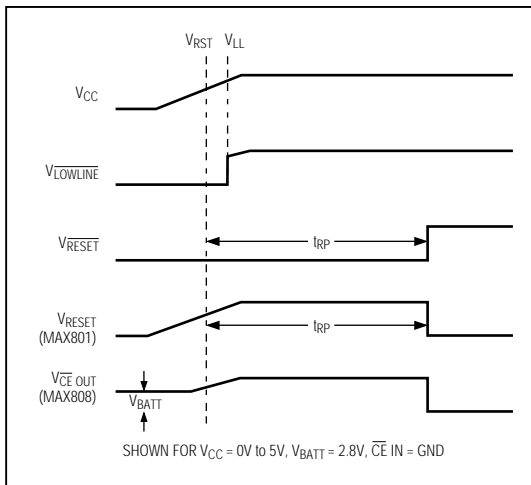 VRST VLL
VCC
VLOWLINE
VRESET
tRP
VRESET
(MAX801)
tRP
VCE OUT
(MAX808)
VBATT
SHOWN FOR VCC = 0V to 5V, VBATT = 2.8V, CE IN = GND